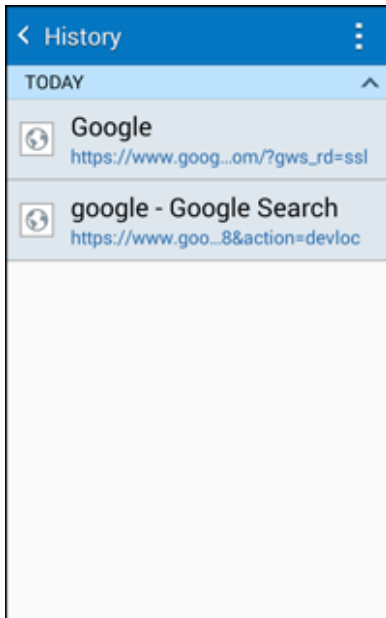 History
TODAY
Google
https://www.goog...om/?gws_rd=ssl
google - Google Search
https://www.goo...8&action=devloc